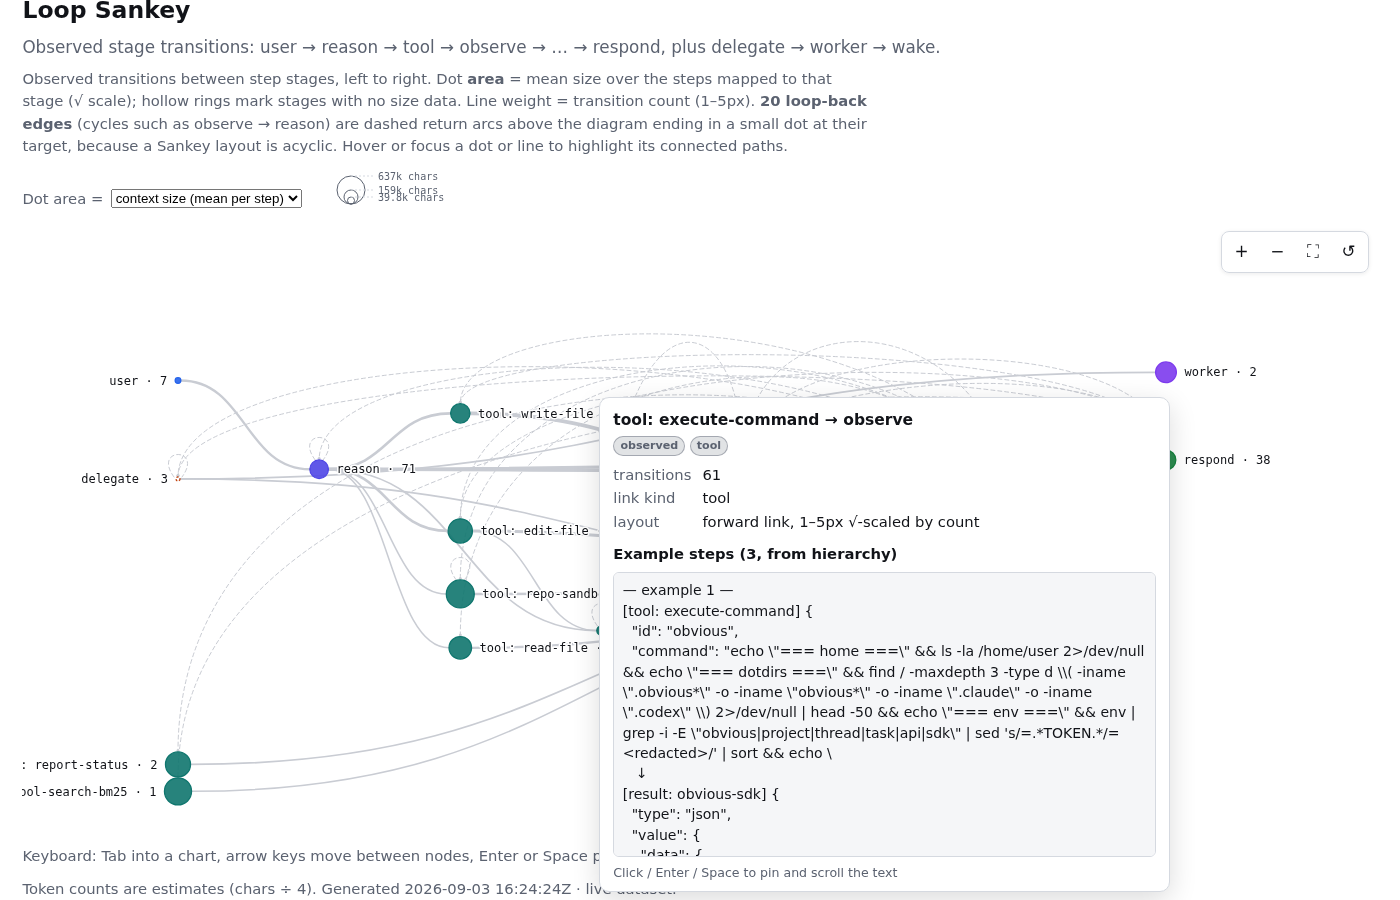 Loop Sankey
Observed stage transitions: user → reason → tool → observe → … → respond, plus delegate → worker → wake.
Observed transitions between step stages, left to right. Dot area = mean size over the steps mapped to that
stage (√ scale); hollow rings mark stages with no size data. Line weight = transition count (1–5px). 20 loop-back
edges (cycles such as observe → reason) are dashed return arcs above the diagram ending in a small dot at their
target, because a Sankey layout is acyclic. Hover or focus a dot or line to highlight its connected paths.
637k chars
159k chars
39.8k chars
Dot area = context size (mean per step)
+ − ⛶ ↺
user · 7
worker · 2
tool: write-file
respond · 38
reason · 71
delegate · 3
tool: edit-file
tool: repo-sandb
tool: read-file ·
: report-status · 2
ool-search-bm25 · 1
tool: execute-command → observe
observed tool
transitions 61
link kind tool
layout forward link, 1–5px √-scaled by count
Example steps (3, from hierarchy)
— example 1 —
[tool: execute-command] {
"id": "obvious",
"command": "echo \"=== home ===\" && ls -la /home/user 2>/dev/null
&& echo \"=== dotdirs ===\" && find / -maxdepth 3 -type d \\( -iname
\".obvious*\" -o -iname \"obvious*\" -o -iname \".claude\" -o -iname
\".codex\" \\) 2>/dev/null | head -50 && echo \"=== env ===\" && env |
grep -i -E \"obvious|project|thread|task|api|sdk\" | sed 's/=.*TOKEN.*/=
<redacted>/' | sort && echo \
↓
[result: obvious-sdk] {
"type": "json",
"value": {
"data": {
Click / Enter / Space to pin and scroll the text
Keyboard: Tab into a chart, arrow keys move between nodes, Enter or Space p
Token counts are estimates (chars ÷ 4). Generated 2026-09-03 16:24:24Z · live dataset.